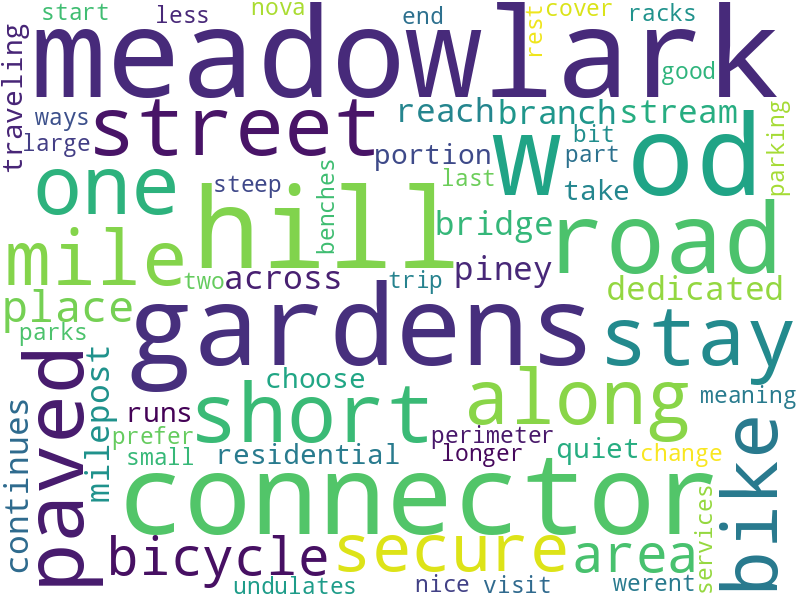 start less nova end rest cover racks
meadowlark
traveling good
ways street reach branch stream parking
large portion w bit od
part
one steep hill benches last take
mile bridge road
two across trip piney dedicated
place
parks gardens stay
paved milepost choose short along meaning
runs
continues prefer perimeter quiet change bike
small residential longer
connector
bicycle secure area services
undulates nice visit werent